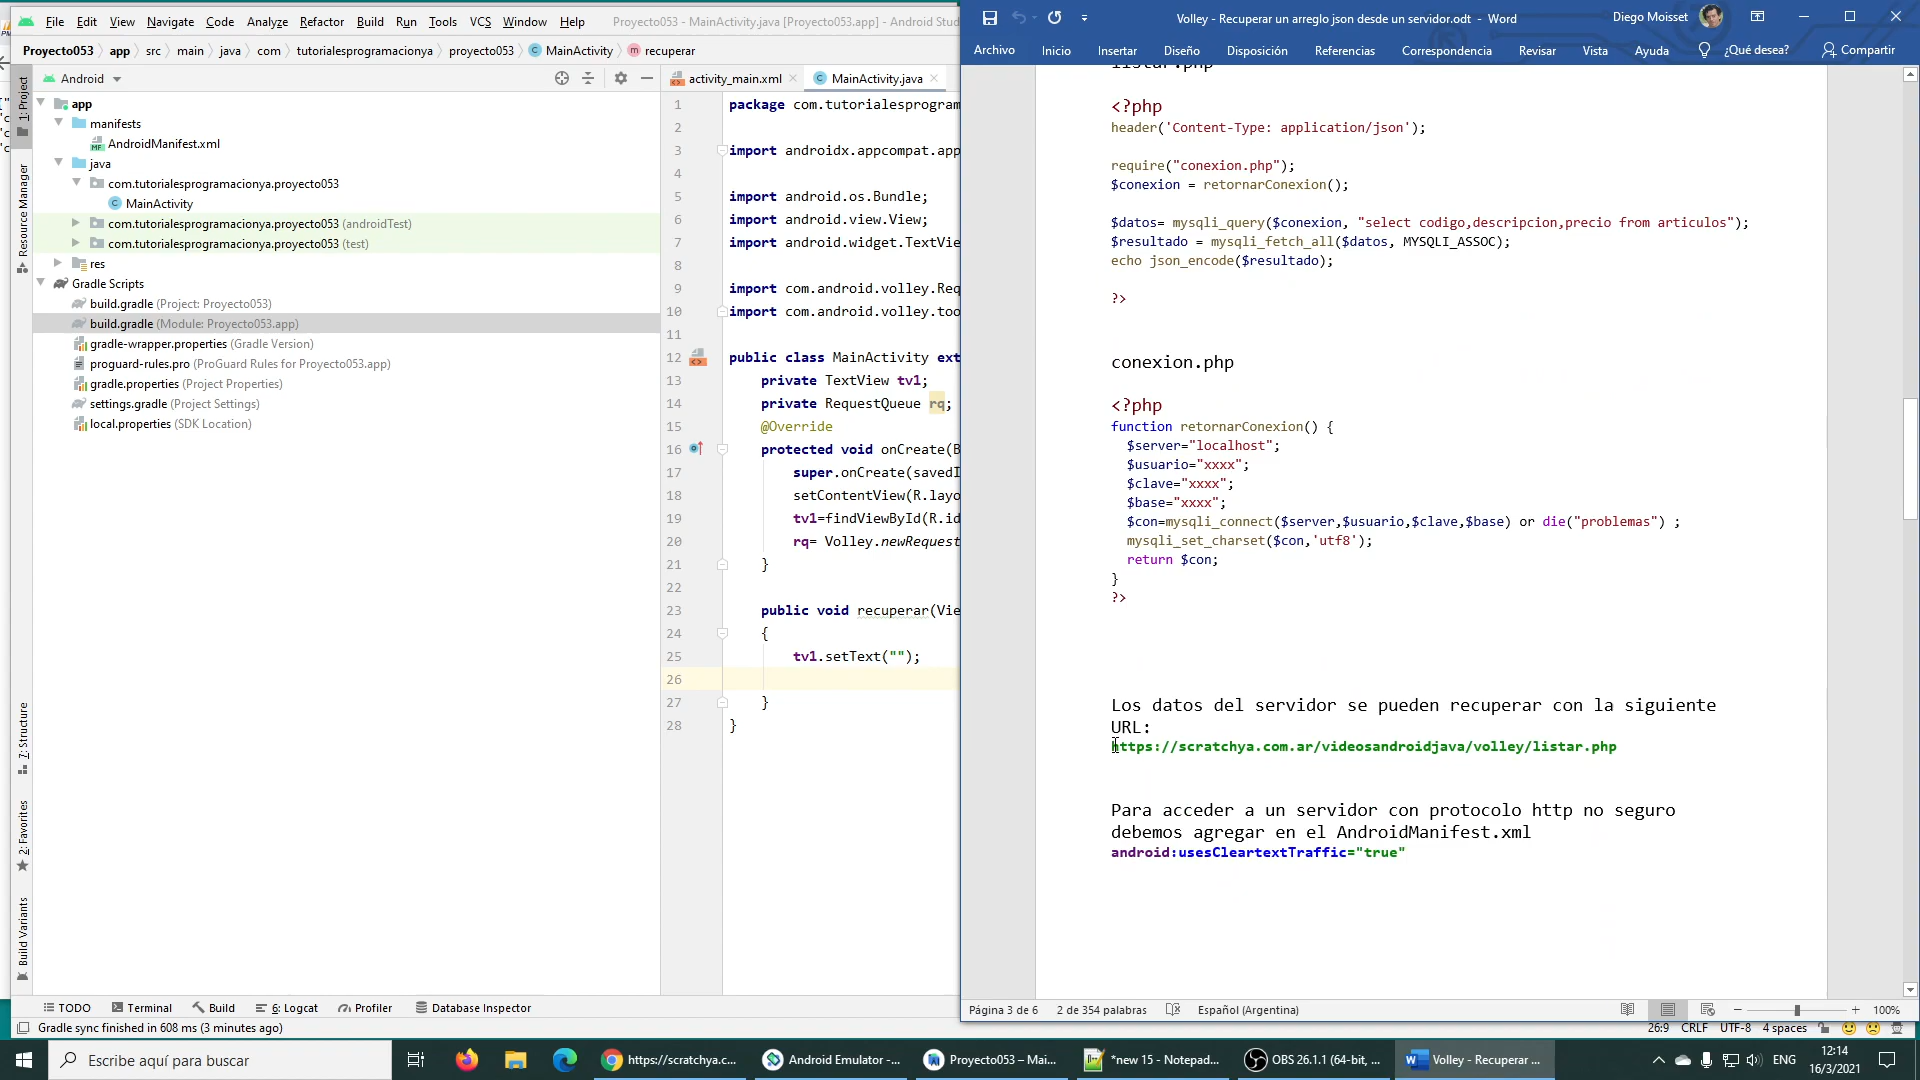 File Edit View Navigate Code Analyze Refactor Build Run Tools VCS Window Help Proyecto053 - MainActivity.java [Proyecto053.app] - Android Stud
Proyecto053 app src main java com tutorialesprogramacionya proyecto053 MainActivity recuperar
1: Project
Resource Manager
7: Structure
2: Favorites
Build Variants
Android
app
manifests
AndroidManifest.xml
java
com.tutorialesprogramacionya.proyecto053
MainActivity
com.tutorialesprogramacionya.proyecto053 (androidTest)
com.tutorialesprogramacionya.proyecto053 (test)
res
Gradle Scripts
build.gradle (Project: Proyecto053)
build.gradle (Module: Proyecto053.app)
gradle-wrapper.properties (Gradle Version)
proguard-rules.pro (ProGuard Rules for Proyecto053.app)
gradle.properties (Project Properties)
settings.gradle (Project Settings)
local.properties (SDK Location)
activity_main.xml MainActivity.java
1 package com.tutorialesprogram
2
3 import androidx.appcompat.app
4
5 import android.os.Bundle;
6 import android.view.View;
7 import android.widget.TextVie
8
9 import com.android.volley.Req
10 import com.android.volley.too
11
12 public class MainActivity ext
13 private TextView tv1;
14 private RequestQueue rq;
15 @Override
16 protected void onCreate(B
17 super.onCreate(savedI
18 setContentView(R.layo
19 tv1=findViewById(R.id
20 rq= Volley.newRequest
21 }
22
23 public void recuperar(Vie
24 {
25 tv1.setText("");
26
27 }
28 }
TODO Terminal Build 6: Logcat Profiler Database Inspector
Gradle sync finished in 608 ms (3 minutes ago)
Volley - Recuperar un arreglo json desde un servidor.odt - Word
Diego Moisset
Archivo Inicio Insertar Diseño Disposición Referencias Correspondencia Revisar Vista Ayuda ¿Qué desea? Compartir
listar.php
<?php
header('Content-Type: application/json');
require("conexion.php");
$conexion = retornarConexion();
$datos= mysqli_query($conexion, "select codigo,descripcion,precio from articulos");
$resultado = mysqli_fetch_all($datos, MYSQLI_ASSOC);
echo json_encode($resultado);
?>
conexion.php
<?php
function retornarConexion() {
$server="localhost";
$usuario="xxxx";
$clave="xxxx";
$base="xxxx";
$con=mysqli_connect($server,$usuario,$clave,$base) or die("problemas") ;
mysqli_set_charset($con,'utf8');
return $con;
}
?>
Los datos del servidor se pueden recuperar con la siguiente
URL:
https://scratchya.com.ar/videosandroidjava/volley/listar.php
Para acceder a un servidor con protocolo http no seguro
debemos agregar en el AndroidManifest.xml
android:usesCleartextTraffic="true"
Página 3 de 6 2 de 354 palabras Español (Argentina) 100%
26:9 CRLF UTF-8 4 spaces
Escribe aquí para buscar
https://scratchya.c... Android Emulator -... Proyecto053 – Mai... *new 15 - Notepad... OBS 26.1.1 (64-bit, ... Volley - Recuperar ...
ENG
12:14
16/3/2021